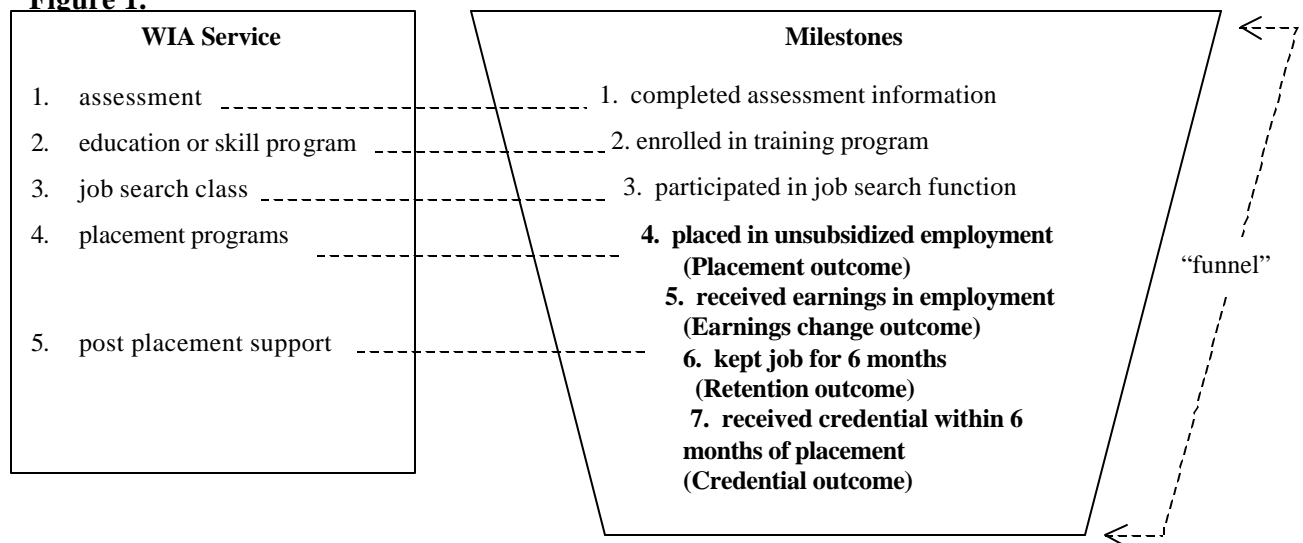 Figure 1.
WIA Service
1. assessment
2. education or skill program
3. job search class
4. placement programs
5. post placement support
Milestones
1. completed assessment information
2. enrolled in training program
3. participated in job search function
4. placed in unsubsidized employment
(Placement outcome)
5. received earnings in employment
(Earnings change outcome)
6. kept job for 6 months
(Retention outcome)
7. received credential within 6
months of placement
(Credential outcome)
“funnel”